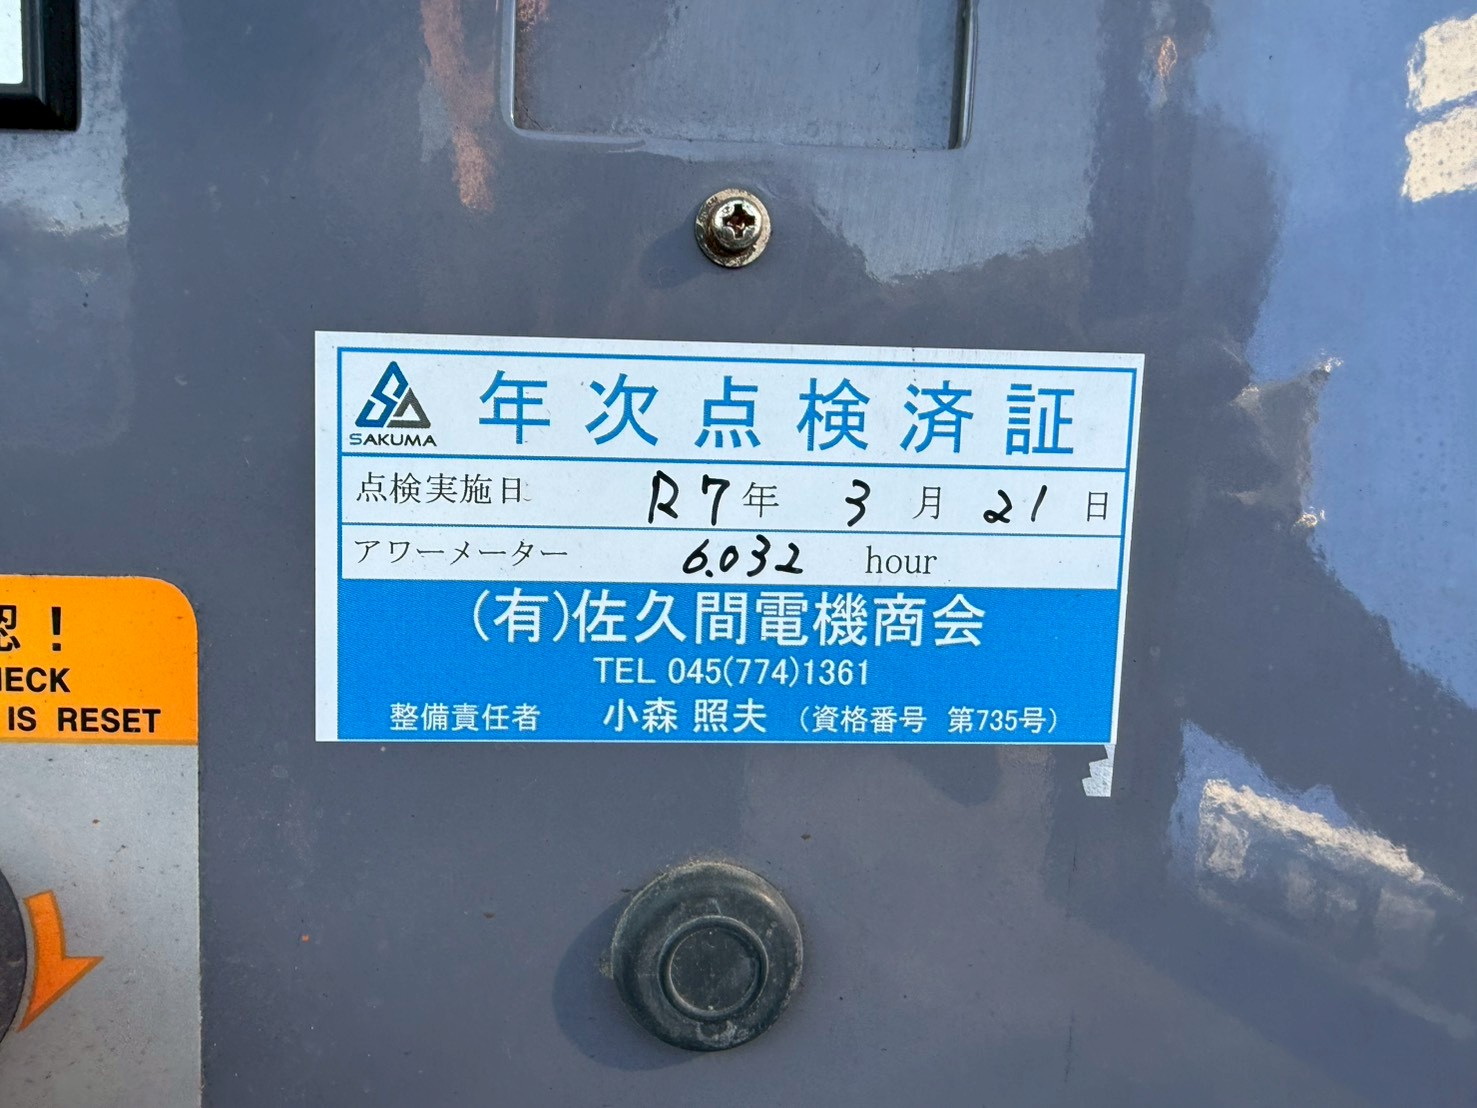 SAKUMA
年次点検済証
点検実施日 R7年 3月 21日
アワーメーター 6.032 hour
(有)佐久間電機商会
TEL 045(774)1361
整備責任者 小森 照夫 (資格番号 第735号)
認!
HECK
IS RESET